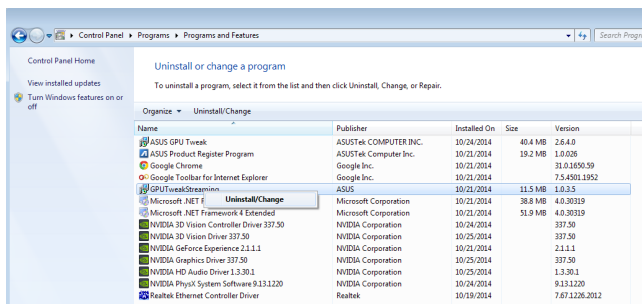 Control Panel ▸ Programs ▸ Programs and Features
Search Progr
Control Panel Home
View installed updates
Turn Windows features on or
off
Uninstall or change a program
To uninstall a program, select it from the list and then click Uninstall, Change, or Repair.
Organize Uninstall/Change
Name Publisher Installed On Size Version
ASUS GPU Tweak ASUSTek COMPUTER INC. 10/24/2014 40.4 MB 2.6.4.0
ASUS Product Register Program ASUSTek Computer Inc. 10/21/2014 19.2 MB 1.0.026
Google Chrome Google Inc. 10/21/2014 31.0.1650.59
Google Toolbar for Internet Explorer Google Inc. 10/21/2014 7.5.4501.1952
GPUTweakStreaming ASUS 10/21/2014 11.5 MB 1.0.3.5
Uninstall/Change
Microsoft .NET F Microsoft Corporation 10/21/2014 38.8 MB 4.0.30319
Microsoft .NET Framework 4 Extended Microsoft Corporation 10/21/2014 51.9 MB 4.0.30319
NVIDIA 3D Vision Controller Driver 337.50 NVIDIA Corporation 10/24/2014 337.50
NVIDIA 3D Vision Driver 337.50 NVIDIA Corporation 10/25/2014 337.50
NVIDIA GeForce Experience 2.1.1.1 NVIDIA Corporation 10/21/2014 2.1.1.1
NVIDIA Graphics Driver 337.50 NVIDIA Corporation 10/25/2014 337.50
NVIDIA HD Audio Driver 1.3.30.1 NVIDIA Corporation 10/25/2014 1.3.30.1
NVIDIA PhysX System Software 9.13.1220 NVIDIA Corporation 10/24/2014 9.13.1220
Realtek Ethernet Controller Driver Realtek 10/19/2014 7.67.1226.2012